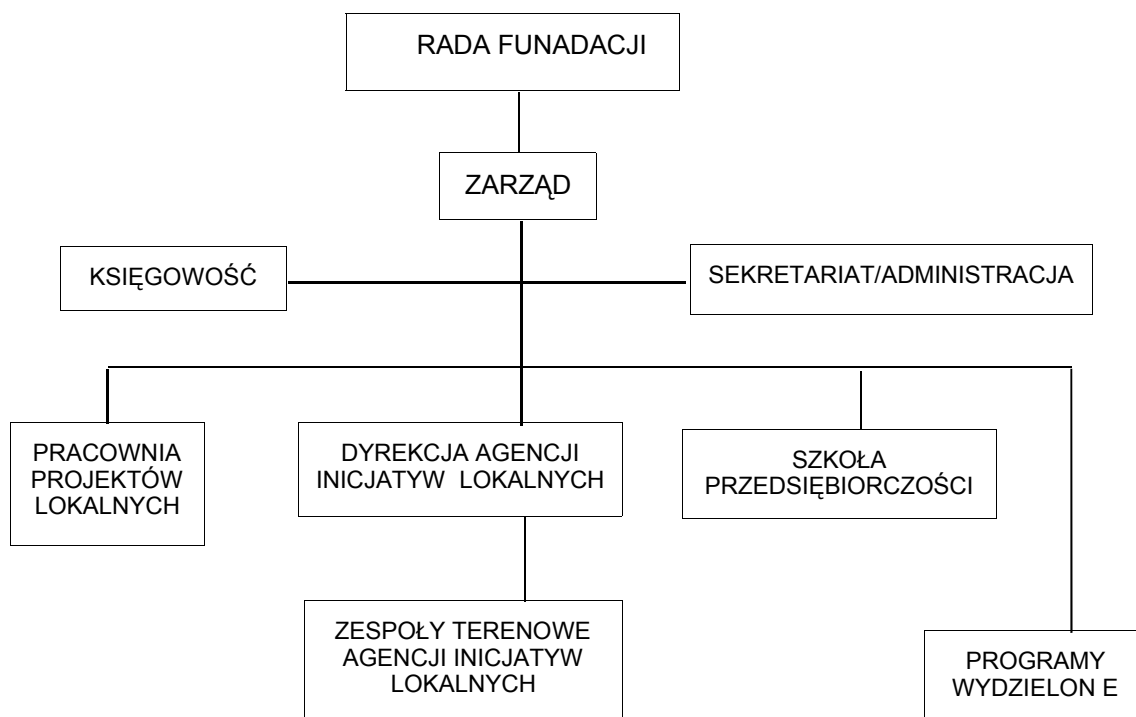 RADA FUNADACJI
ZARZĄD
KSIĘGOWOŚĆ
SEKRETARIAT/ADMINISTRACJA
PRACOWNIA
PROJEKTÓW
LOKALNYCH
DYREKCJA AGENCJI
INICJATYW LOKALNYCH
SZKOŁA
PRZEDSIĘBIORCZOŚCI
ZESPOŁY TERENOWE
AGENCJI INICJATYW
LOKALNYCH
PROGRAMY
WYDZIELON E